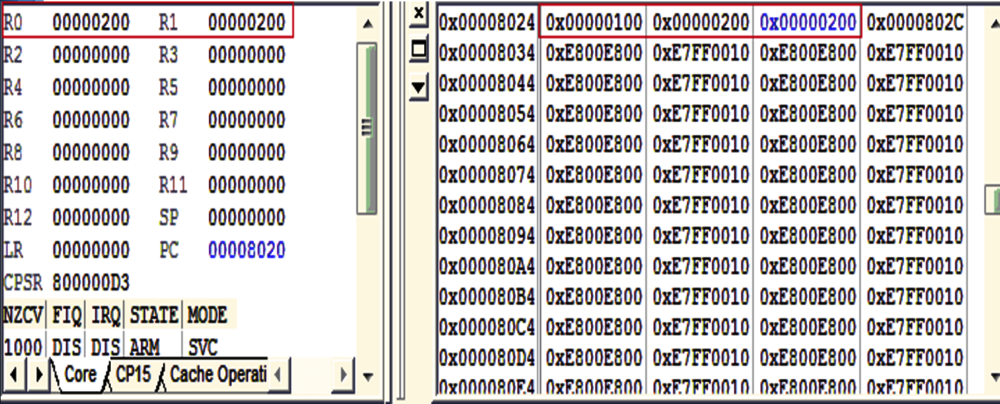 R0 00000200 R1 00000200
R2 00000000 R3 00000000
R4 00000000 R5 00000000
R6 00000000 R7 00000000
R8 00000000 R9 00000000
R10 00000000 R11 00000000
R12 00000000 SP 00000000
LR 00000000 PC 00008020
CPSR 800000D3
NZCV FIQ IRQ STATE MODE
1000 DIS DIS ARM SVC
Core CP15 Cache Operati
0x00008024 0x00000100 0x00000200 0x00000200 0x0000802C
0x00008034 0xE800E800 0xE7FF0010 0xE800E800 0xE7FF0010
0x00008044 0xE800E800 0xE7FF0010 0xE800E800 0xE7FF0010
0x00008054 0xE800E800 0xE7FF0010 0xE800E800 0xE7FF0010
0x00008064 0xE800E800 0xE7FF0010 0xE800E800 0xE7FF0010
0x00008074 0xE800E800 0xE7FF0010 0xE800E800 0xE7FF0010
0x00008084 0xE800E800 0xE7FF0010 0xE800E800 0xE7FF0010
0x00008094 0xE800E800 0xE7FF0010 0xE800E800 0xE7FF0010
0x000080A4 0xE800E800 0xE7FF0010 0xE800E800 0xE7FF0010
0x000080B4 0xE800E800 0xE7FF0010 0xE800E800 0xE7FF0010
0x000080C4 0xE800E800 0xE7FF0010 0xE800E800 0xE7FF0010
0x000080D4 0xE800E800 0xE7FF0010 0xE800E800 0xE7FF0010
0x000080E4 0xE800E800 0xE7FF0010 0xE800E800 0xE7FF0010